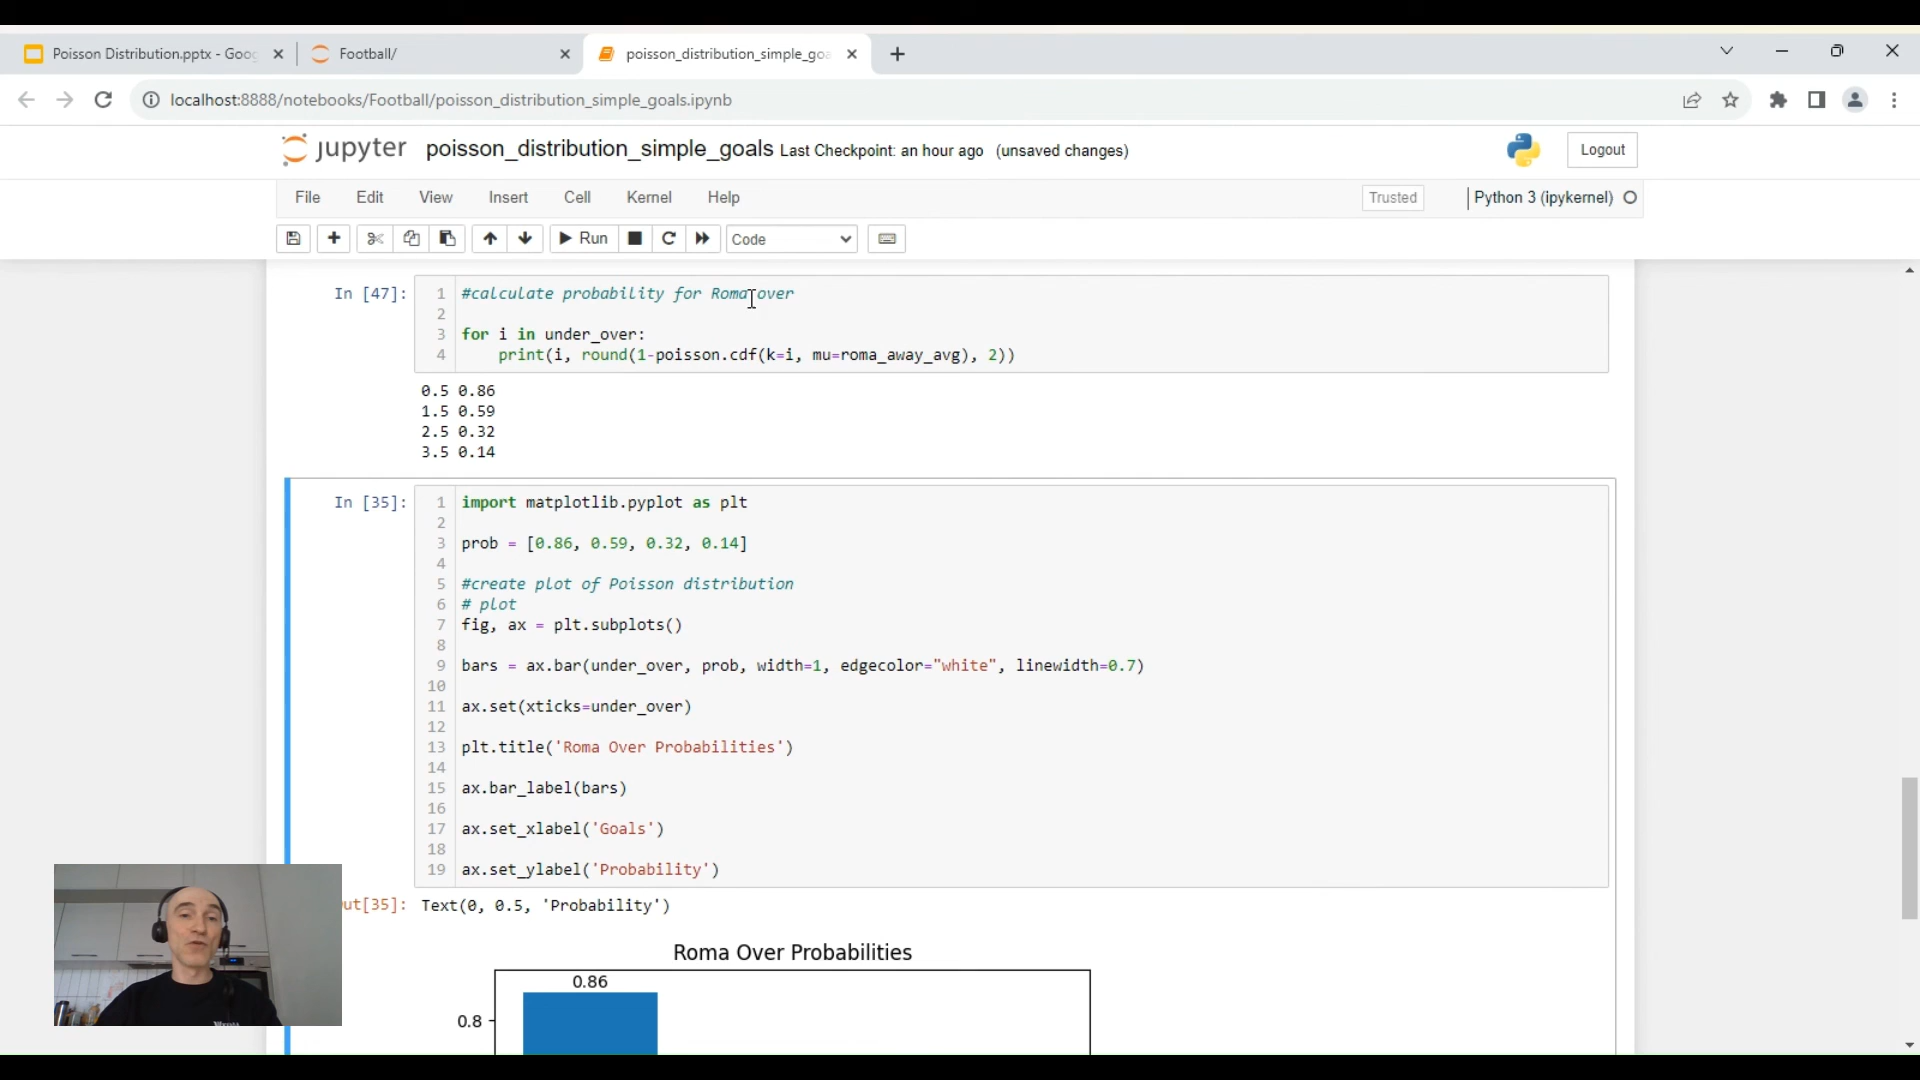 Poisson Distribution.pptx - Goog
Football/
poisson_distribution_simple_goa
localhost:8888/notebooks/Football/poisson_distribution_simple_goals.ipynb
jupyter poisson_distribution_simple_goals Last Checkpoint: an hour ago (unsaved changes)
Logout
File Edit View Insert Cell Kernel Help
Trusted
Python 3 (ipykernel)
Run
Code
In [47]:
1 #calculate probability for Roma over
2
3 for i in under_over:
4 print(i, round(1-poisson.cdf(k=i, mu=roma_away_avg), 2))
0.5 0.86
1.5 0.59
2.5 0.32
3.5 0.14
In [35]:
1 import matplotlib.pyplot as plt
2
3 prob = [0.86, 0.59, 0.32, 0.14]
4
5 #create plot of Poisson distribution
6 # plot
7 fig, ax = plt.subplots()
8
9 bars = ax.bar(under_over, prob, width=1, edgecolor="white", linewidth=0.7)
10
11 ax.set(xticks=under_over)
12
13 plt.title('Roma Over Probabilities')
14
15 ax.bar_label(bars)
16
17 ax.set_xlabel('Goals')
18
19 ax.set_ylabel('Probability')
ut[35]: Text(0, 0.5, 'Probability')
Roma Over Probabilities
0.86
0.8